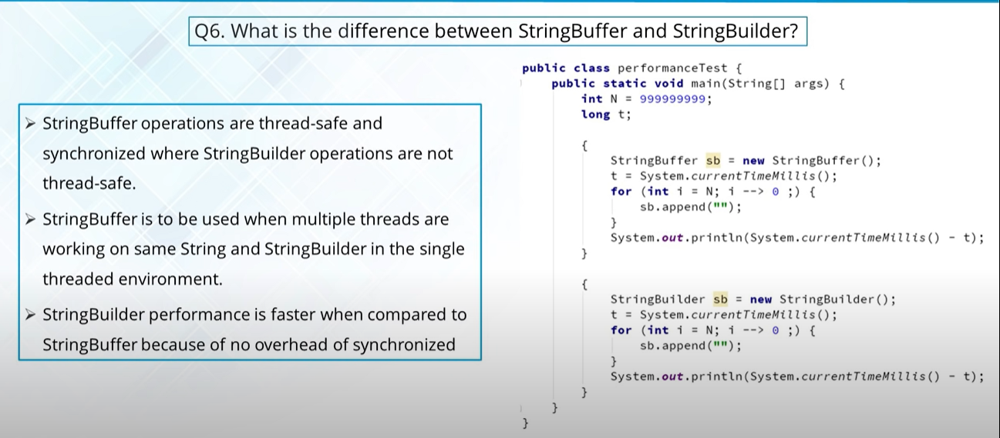 Q6. What is the difference between StringBuffer and StringBuilder?
➢ StringBuffer operations are thread-safe and
synchronized where StringBuilder operations are not
thread-safe.
➢ StringBuffer is to be used when multiple threads are
working on same String and StringBuilder in the single
threaded environment.
➢ StringBuilder performance is faster when compared to
StringBuffer because of no overhead of synchronized
public class performanceTest {
    public static void main(String[] args) {
        int N = 999999999;
        long t;

        {
            StringBuffer sb = new StringBuffer();
            t = System.currentTimeMillis();
            for (int i = N; i --> 0 ;) {
                sb.append("");
            }
            System.out.println(System.currentTimeMillis() - t);
        }

        {
            StringBuilder sb = new StringBuilder();
            t = System.currentTimeMillis();
            for (int i = N; i --> 0 ;) {
                sb.append("");
            }
            System.out.println(System.currentTimeMillis() - t);
        }
    }
}